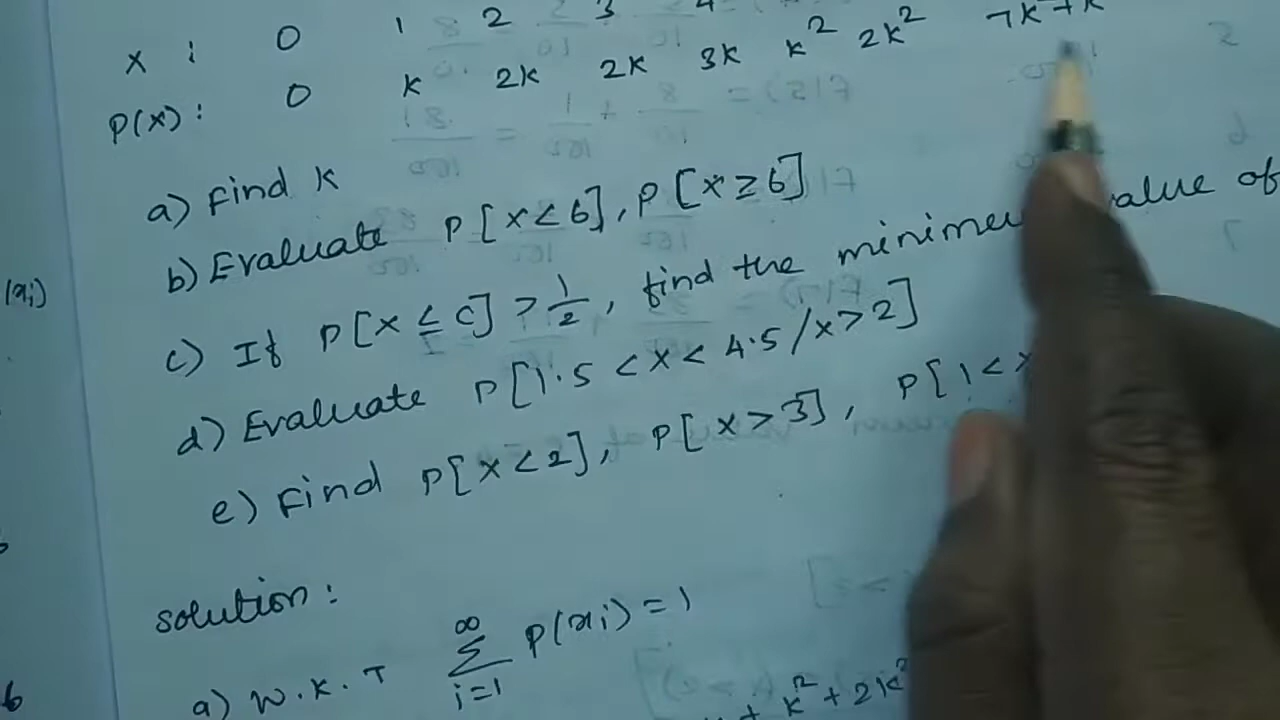 x : 0 1 2 3 4
P(x) : 0 k 2k 2k 3k k² 2k² 7k²+k
a) Find k
b) Evaluate P[x<6], P[x≥6]
c) If P[x≤c] > 1/2, find the minimum value of
d) Evaluate P[1.5 < x < 4.5 / x>2]
e) Find P[x<2], P[x>3], P[1<x
solution :
a) W.K.T ∑ i=1 ∞ P(xi) = 1
+ k² + 2k²
(xi)
6